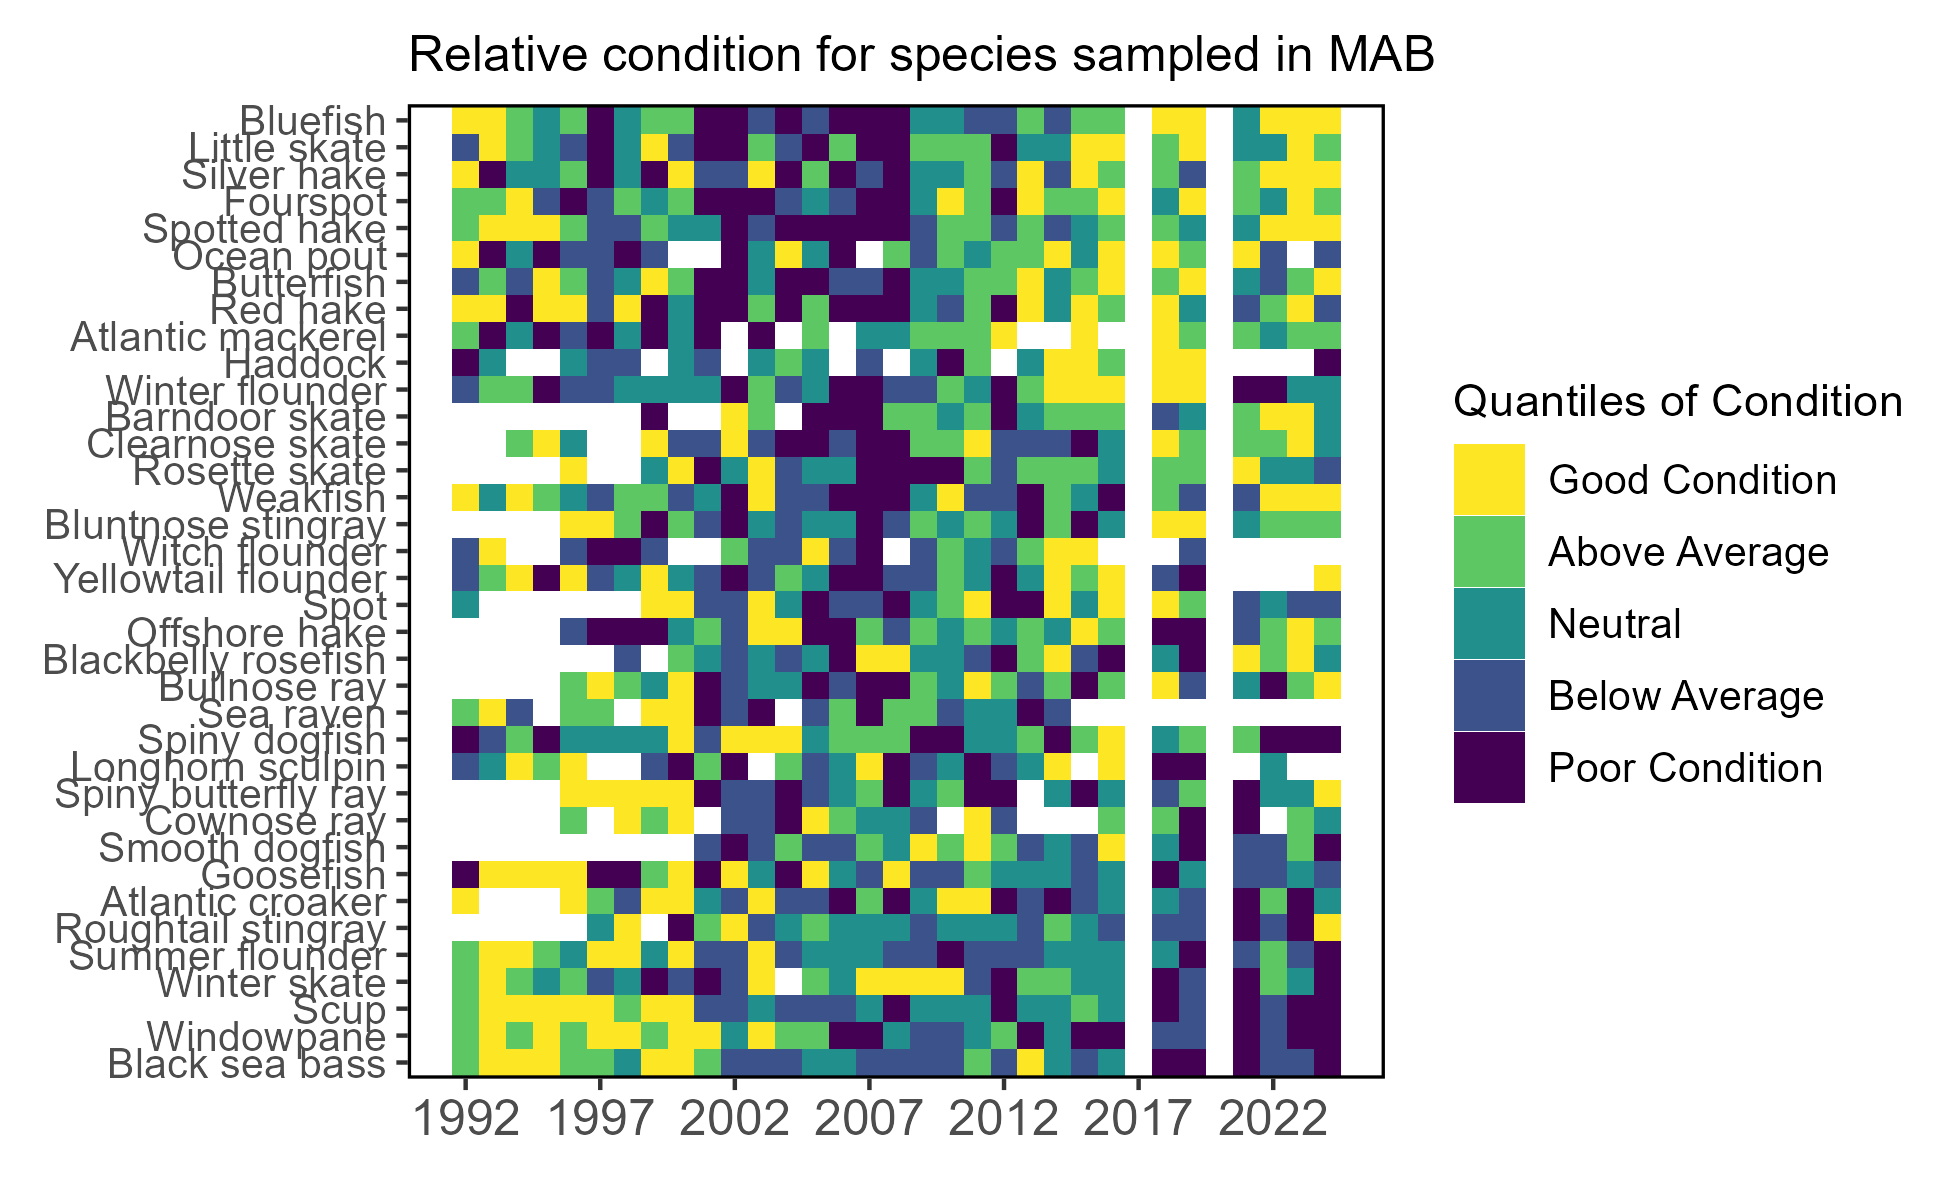 Relative condition for species sampled in MAB
Bluefish
Little skate
Silver hake
Fourspot
Spotted hake
Ocean pout
Butterfish
Red hake
Atlantic mackerel
Haddock
Winter flounder
Barndoor skate
Clearnose skate
Rosette skate
Weakfish
Bluntnose stingray
Witch flounder
Yellowtail flounder
Spot
Offshore hake
Blackbelly rosefish
Bullnose ray
Sea raven
Spiny dogfish
Longhorn sculpin
Spiny butterfly ray
Cownose ray
Smooth dogfish
Goosefish
Atlantic croaker
Roughtail stingray
Summer flounder
Winter skate
Scup
Windowpane
Black sea bass
1992 1997 2002 2007 2012 2017 2022
Quantiles of Condition
Good Condition
Above Average
Neutral
Below Average
Poor Condition